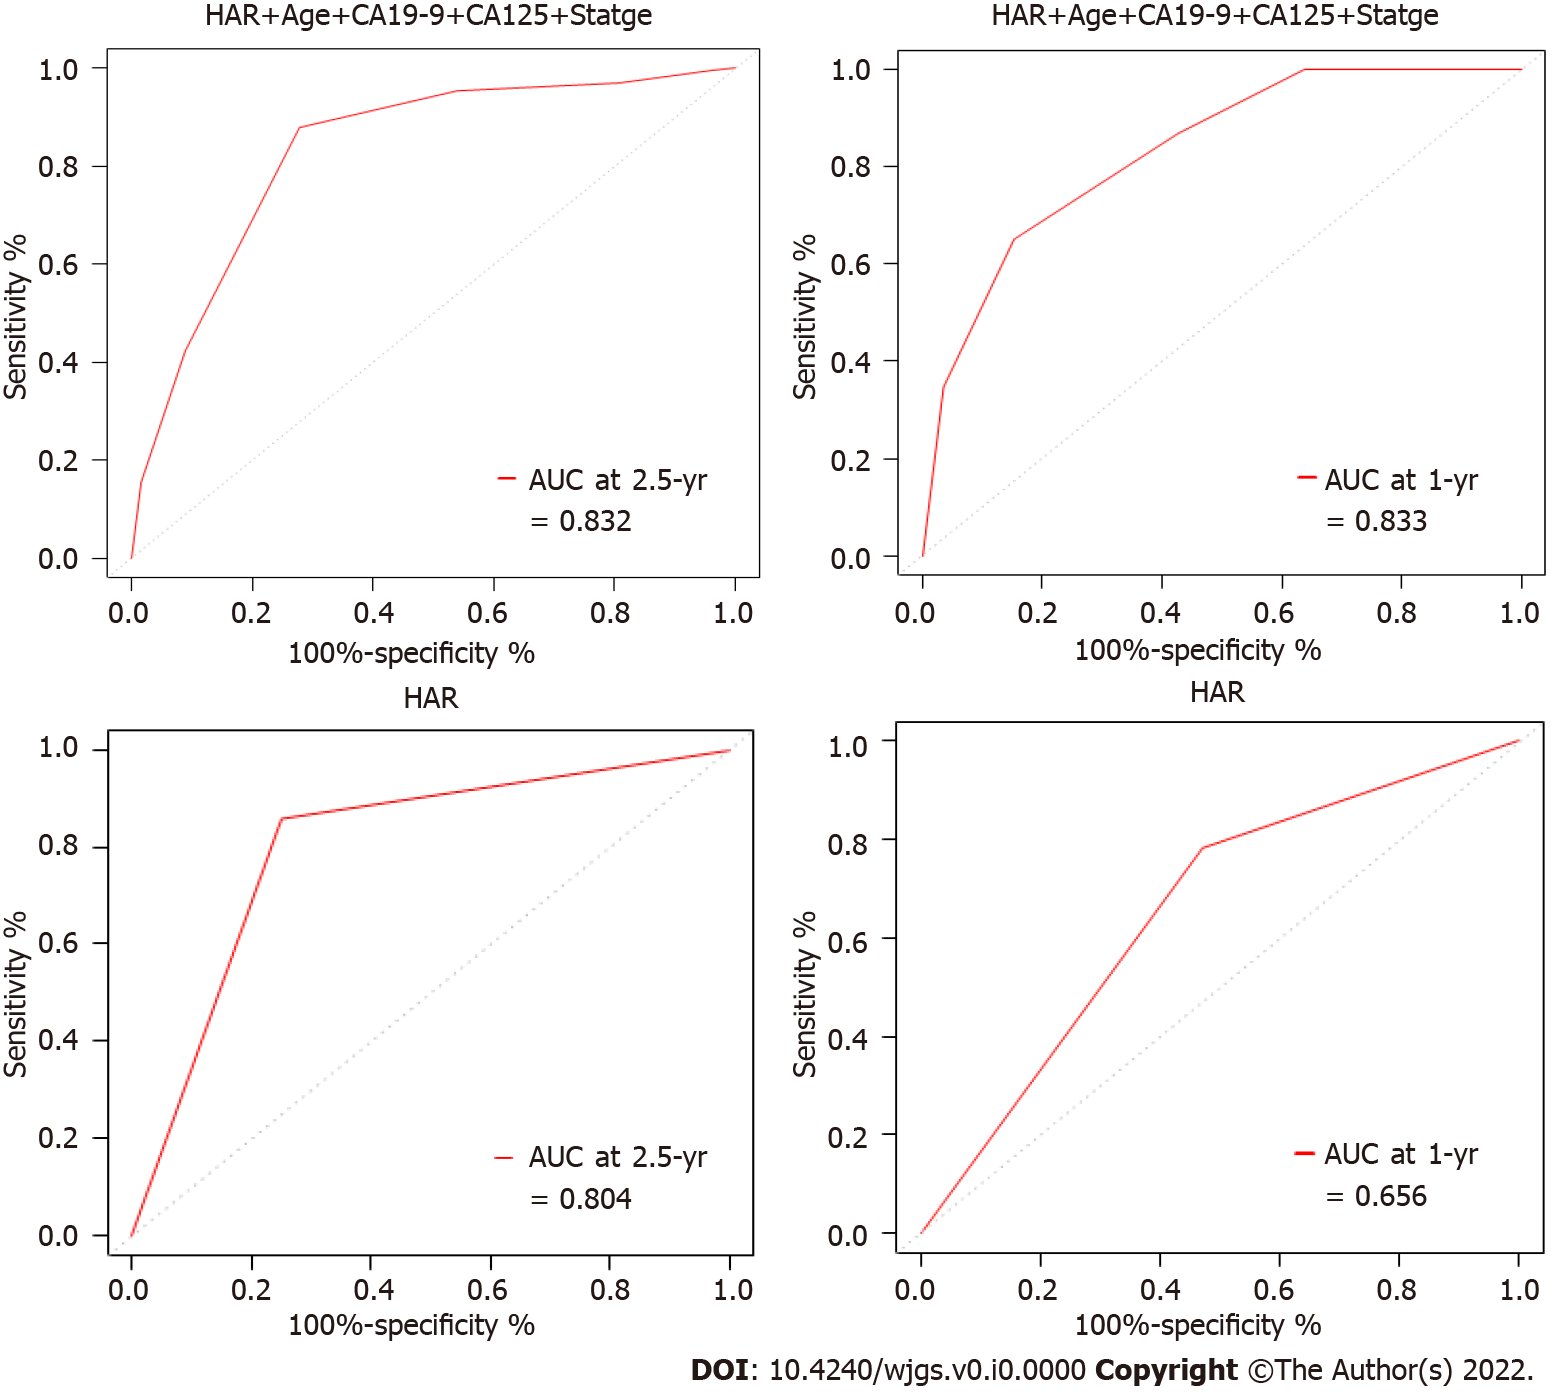 HAR+Age+CA19-9+CA125+Statge
1.0
0.8
0.6
0.4
0.2
0.0
Sensitivity %
AUC at 2.5-yr
= 0.832
0.0 0.2 0.4 0.6 0.8 1.0
100%-specificity %
HAR+Age+CA19-9+CA125+Statge
1.0
0.8
0.6
0.4
0.2
0.0
Sensitivity %
AUC at 1-yr
= 0.833
0.0 0.2 0.4 0.6 0.8 1.0
100%-specificity %
HAR
1.0
0.8
0.6
0.4
0.2
0.0
Sensitivity %
AUC at 2.5-yr
= 0.804
0.0 0.2 0.4 0.6 0.8 1.0
100%-specificity %
HAR
1.0
0.8
0.6
0.4
0.2
0.0
Sensitivity %
AUC at 1-yr
= 0.656
0.0 0.2 0.4 0.6 0.8 1.0
100%-specificity %
DOI: 10.4240/wjgs.v0.i0.0000 Copyright ©The Author(s) 2022.